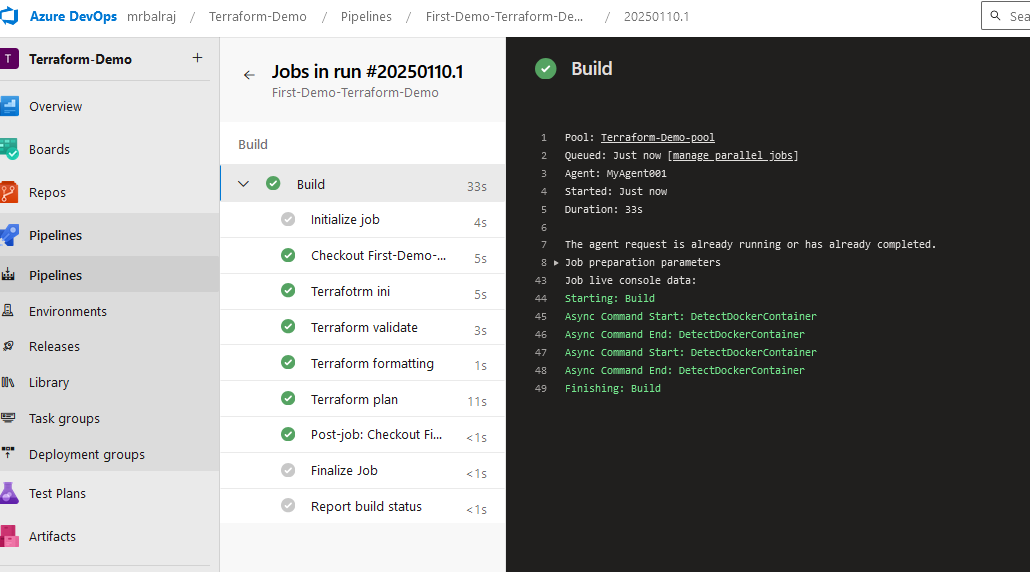 Azure DevOps mrbalraj / Terraform-Demo / Pipelines / First-Demo-Terraform-De... / 20250110.1
Sea
T Terraform-Demo +
Overview
Boards
Repos
Pipelines
Pipelines
Environments
Releases
Library
Task groups
Deployment groups
Test Plans
Artifacts
Jobs in run #20250110.1
First-Demo-Terraform-Demo
Build
Build 33s
Initialize job 4s
Checkout First-Demo-... 5s
Terrafotrm ini 5s
Terraform validate 3s
Terraform formatting 1s
Terraform plan 11s
Post-job: Checkout Fi... <1s
Finalize Job <1s
Report build status <1s
Build
1 Pool: Terraform-Demo-pool
2 Queued: Just now [manage parallel jobs]
3 Agent: MyAgent001
4 Started: Just now
5 Duration: 33s
6
7 The agent request is already running or has already completed.
8 Job preparation parameters
43 Job live console data:
44 Starting: Build
45 Async Command Start: DetectDockerContainer
46 Async Command End: DetectDockerContainer
47 Async Command Start: DetectDockerContainer
48 Async Command End: DetectDockerContainer
49 Finishing: Build